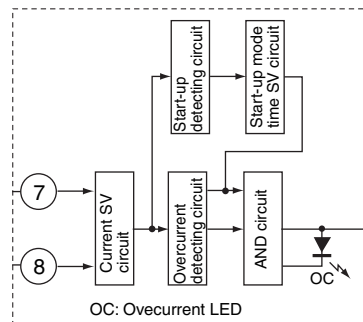 Start-up
detecting circuit
Start-up mode
time SV circuit
7
8
Current SV
circuit
Overcurrent
detecting circuit
AND circuit
OC
OC: Ovecurrent LED